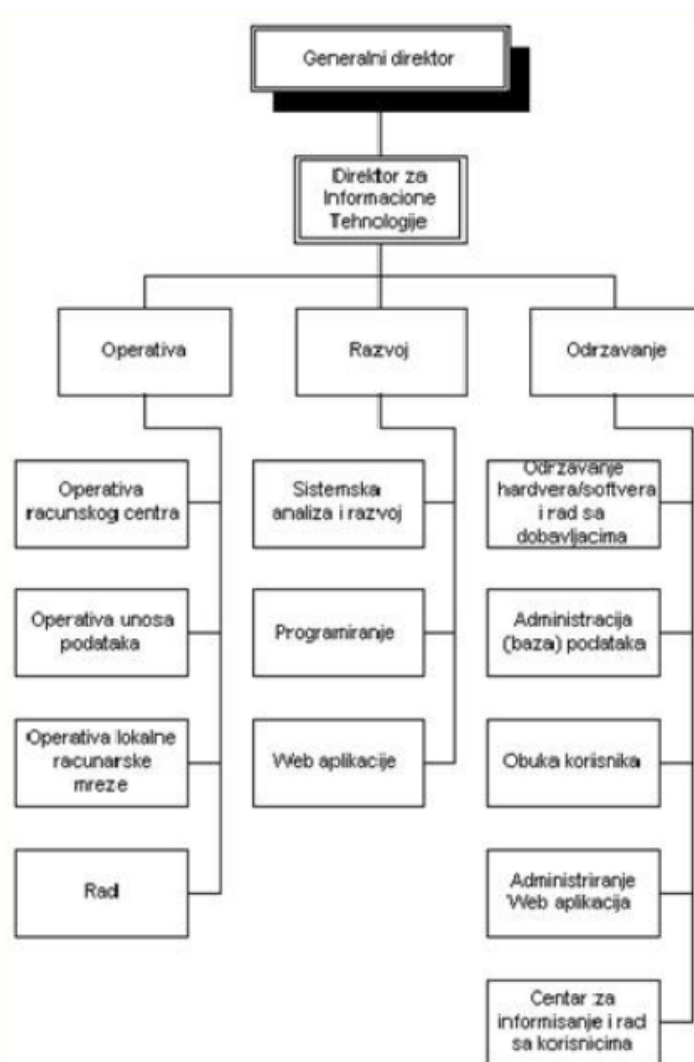 Generalni direktor
Direktor za
Informacione
Tehnologije
Operativa
Razvoj
Odrzavanje
Operativa
racunskog centra
Sistemska
analiza i razvoj
Odrzavanje
hardvera/softvera
i rad sa
dobavljacima
Operativa unosa
podataka
Programiranje
Administracija
(baza) podataka
Operativa lokalne
racunarske
mreze
Web aplikacije
Obuka korisnika
Rad
Administriranje
Web aplikacija
Centar za
informisanje i rad
sa korisnicima